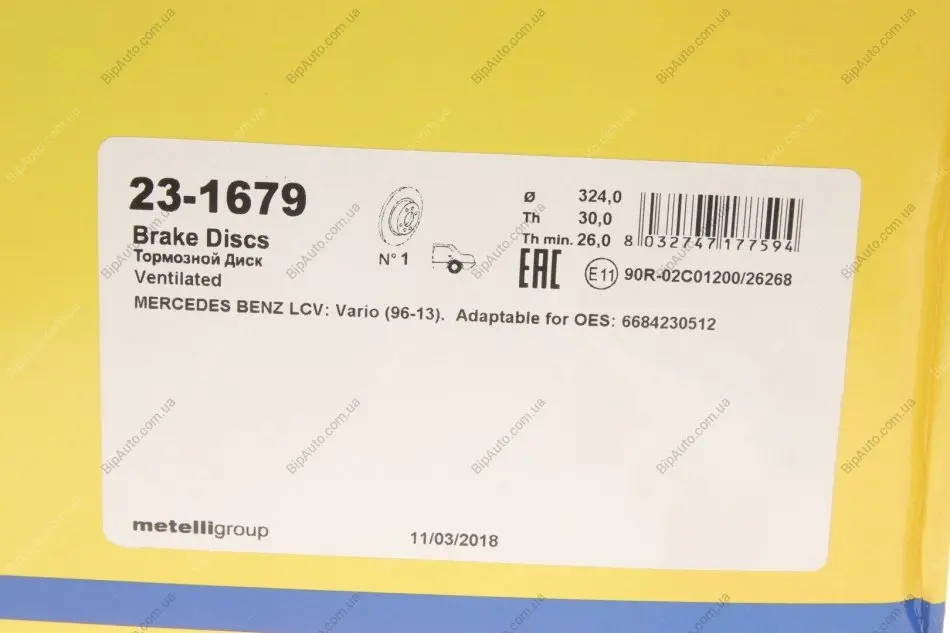 23-1679
Brake Discs
Тормозной Диск
Ventilated
N° 1
ø 324,0
Th 30,0
Th min. 26,0
8 032747 177594
EAC
E11 90R-02C01200/26268
MERCEDES BENZ LCV: Vario (96-13). Adaptable for OES: 6684230512
metelligroup
11/03/2018
BipAuto.com.ua